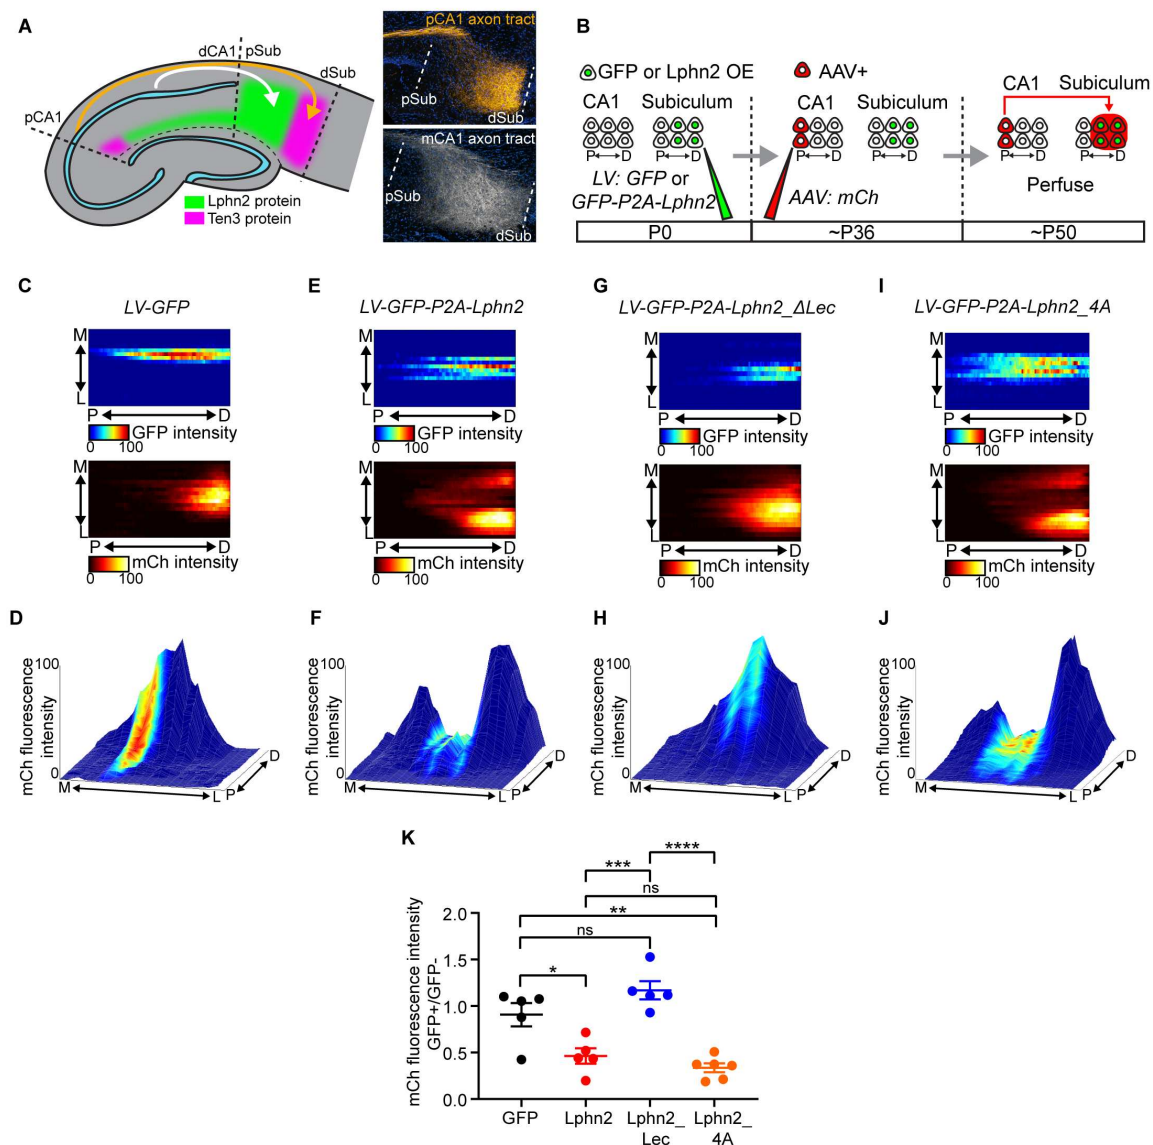 A
dCA1
pSub
dSub
pCA1
Lphn2 protein
Ten3 protein
pCA1 axon tract
pSub
dSub
mCA1 axon tract
pSub
dSub
B
GFP or Lphn2 OE
AAV+
CA1
Subiculum
CA1
Subiculum
CA1
Subiculum
P D
P D
P D
P D
P D
P D
LV: GFP or
GFP-P2A-Lphn2
AAV: mCh
Perfuse
P0
~P36
~P50
C
LV-GFP
M
L
P
D
GFP intensity
0
100
M
L
P
D
mCh intensity
0
100
E
LV-GFP-P2A-Lphn2
M
L
P
D
GFP intensity
0
100
M
L
P
D
mCh intensity
0
100
G
LV-GFP-P2A-Lphn2_ΔLec
M
L
P
D
GFP intensity
0
100
M
L
P
D
mCh intensity
0
100
I
LV-GFP-P2A-Lphn2_4A
M
L
P
D
GFP intensity
0
100
M
L
P
D
mCh intensity
0
100
D
mCh fluorescence
intensity
100
0
M
L
P
D
F
mCh fluorescence
intensity
100
0
M
L
P
D
H
mCh fluorescence
intensity
100
0
M
L
P
D
J
mCh fluorescence
intensity
100
0
M
L
P
D
K
mCh fluorescence intensity
GFP+/GFP-
2.0
1.5
1.0
0.5
0.0
****
***
ns
**
ns
*
GFP
Lphn2
Lphn2_
Lec
Lphn2_
4A